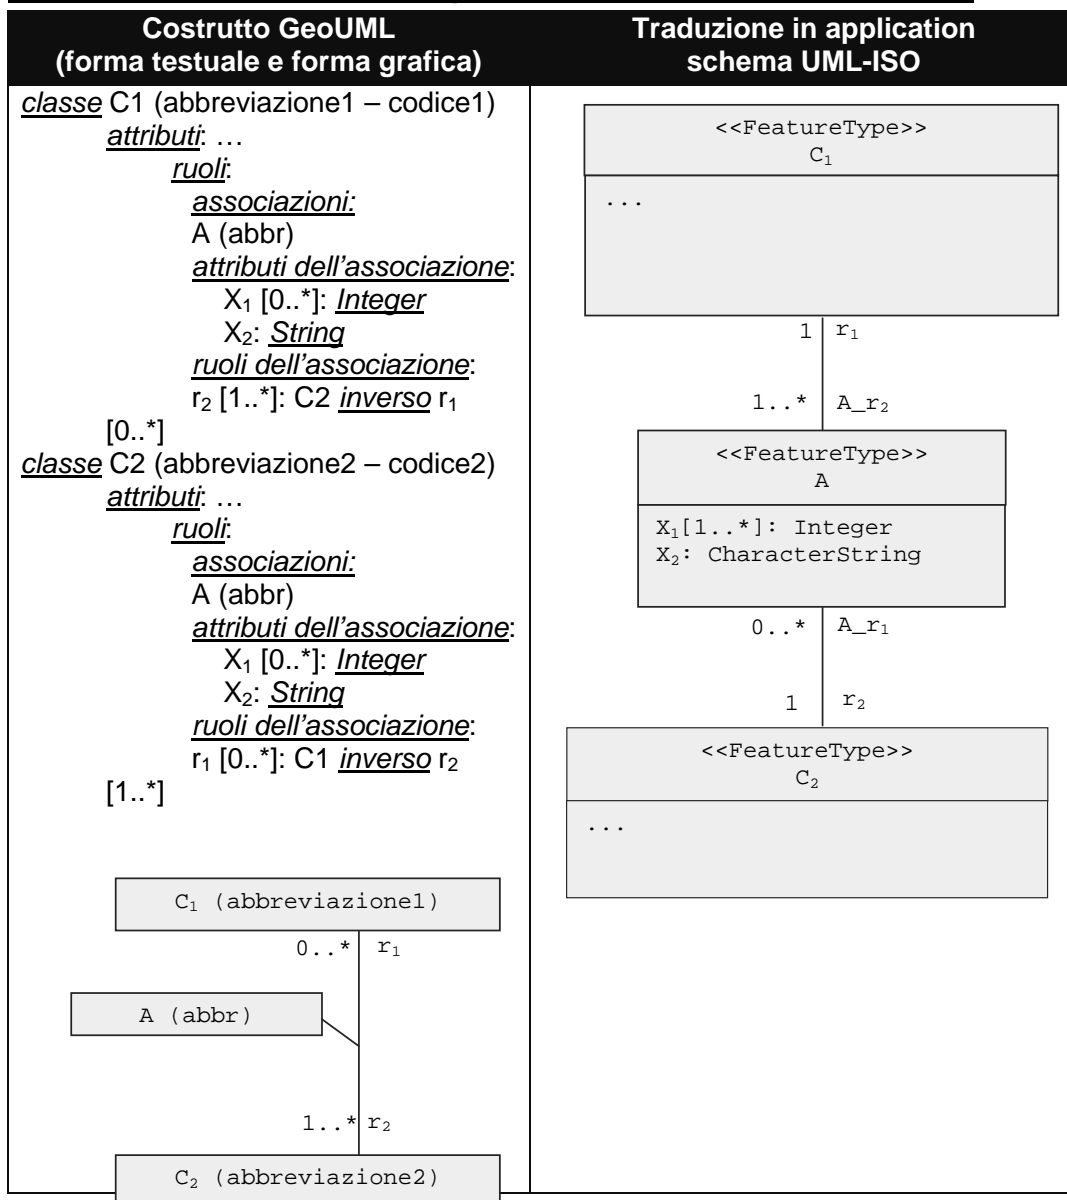 Costrutto GeoUML
(forma testuale e forma grafica)
Traduzione in application
schema UML-ISO
classe C1 (abbreviazione1 – codice1)
attributi: …
ruoli:
associazioni:
A (abbr)
attributi dell'associazione:
X₁ [0..*]: Integer
X₂: String
ruoli dell'associazione:
r₂ [1..*]: C2 inverso r₁
[0..*]
classe C2 (abbreviazione2 – codice2)
attributi: …
ruoli:
associazioni:
A (abbr)
attributi dell'associazione:
X₁ [0..*]: Integer
X₂: String
ruoli dell'associazione:
r₁ [0..*]: C1 inverso r₂
[1..*]
C₁ (abbreviazione1)
0..* r₁
A (abbr)
1..* r₂
C₂ (abbreviazione2)
<<FeatureType>>
C₁
...
1 r₁
1..* A_r₂
<<FeatureType>>
A
X₁[1..*]: Integer
X₂: CharacterString
0..* A_r₁
1 r₂
<<FeatureType>>
C₂
...